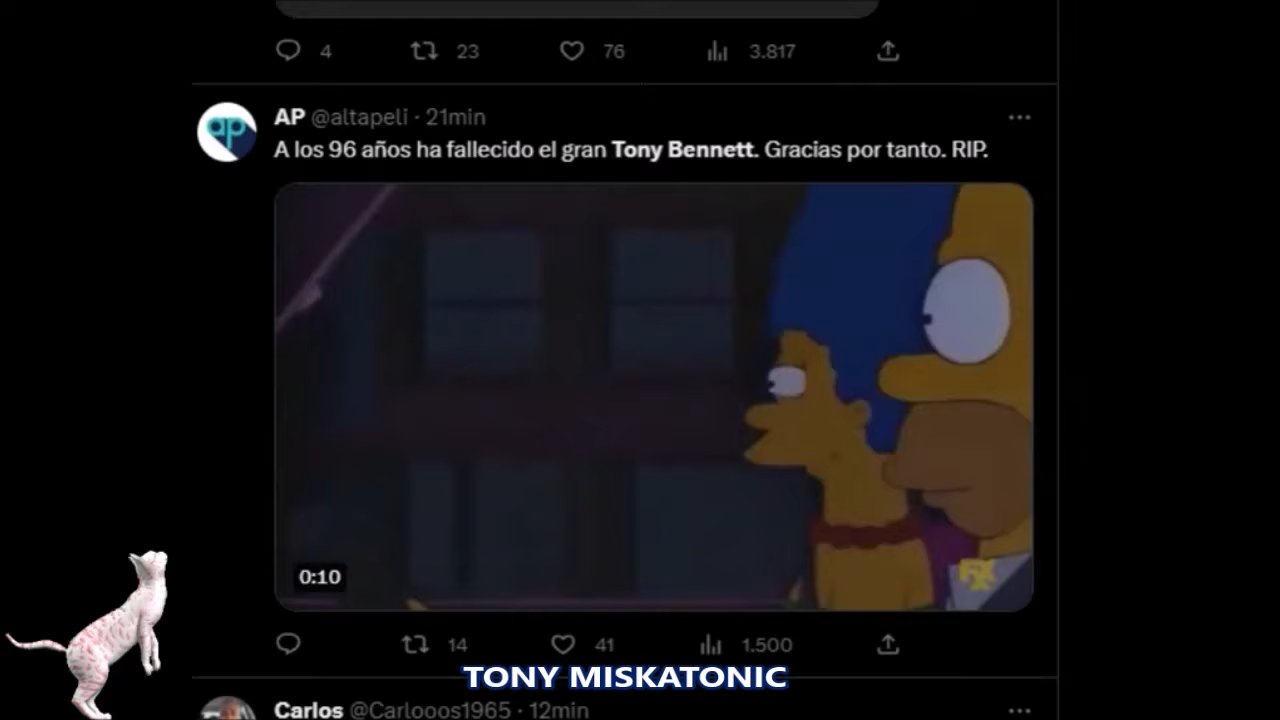 4 23 76 3.817
AP @altapeli · 21min
A los 96 años ha fallecido el gran Tony Bennett. Gracias por tanto. RIP.
0:10
FXX
14 41 1.500
TONY MISKATONIC
Carlos @Carlooos1965 · 12min